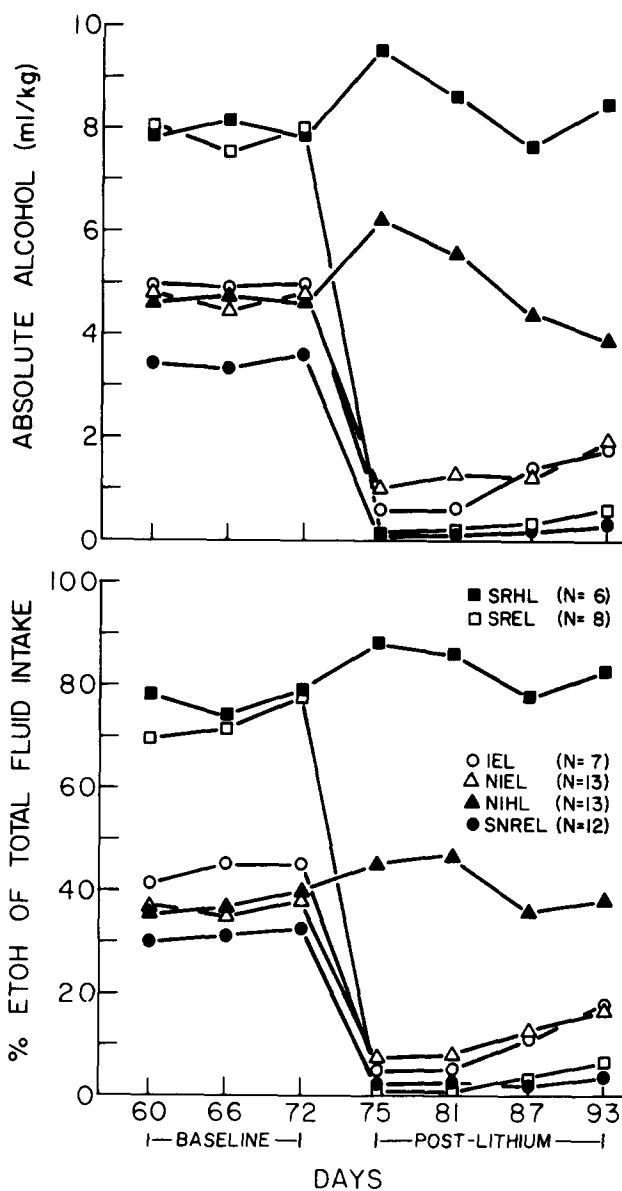 ABSOLUTE ALCOHOL (ml/kg)
10
8
6
4
2
0
% ETOH OF TOTAL FLUID INTAKE
100
80
60
40
20
0
SRHL (N= 6)
SREL (N= 8)
IEL (N= 7)
NIEL (N=13)
NIHL (N=13)
SNREL (N=12)
60 66 72 75 81 87 93
BASELINE POST-LITHIUM
DAYS